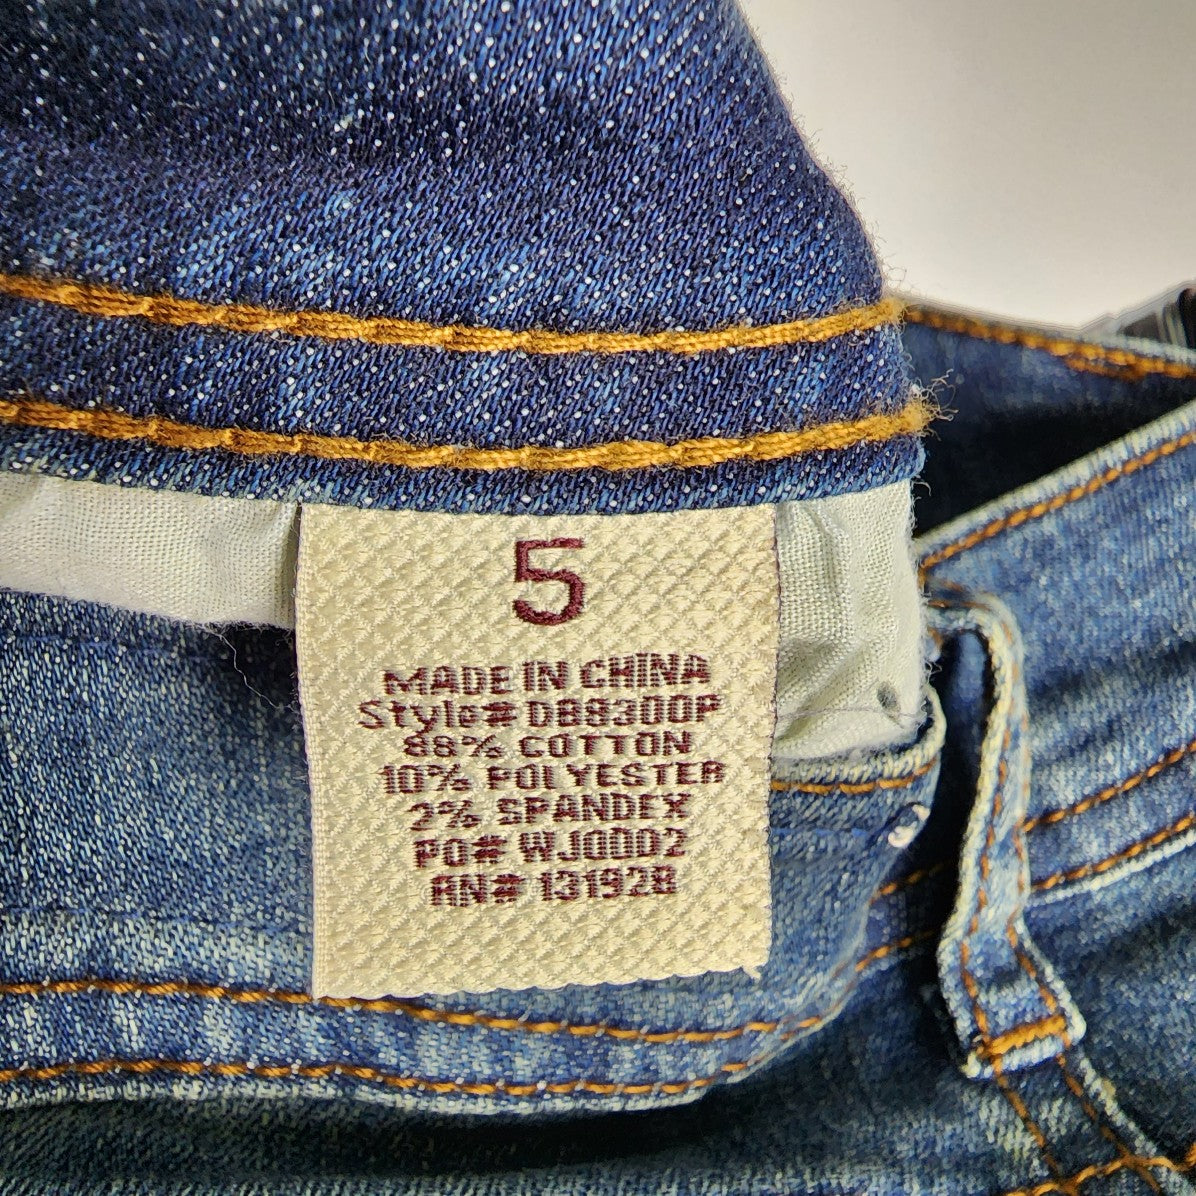 5
MADE IN CHINA
Style# DB8300P
88% COTTON
10% POLYESTER
2% SPANDEX
PO# WJ0002
RN# 131928